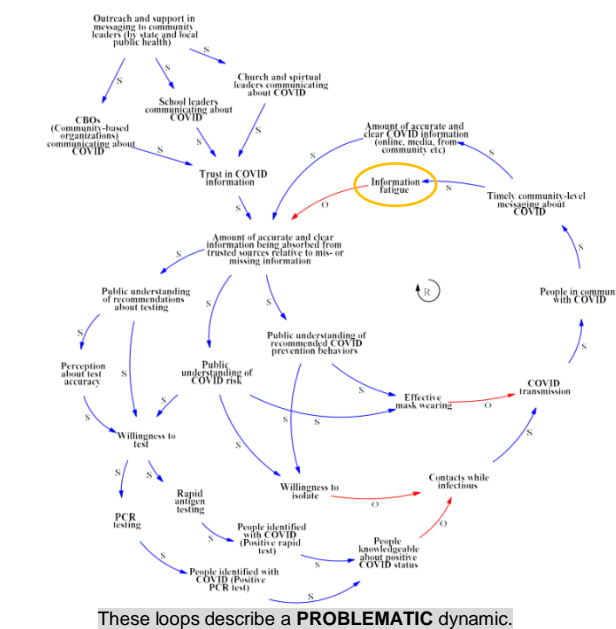 Outreach and support in
messaging to community
leaders (by state and local
public health)
S
S
S
Church and spirtual
leaders communicating
about COVID
School leaders
communicating about
COVID
CBOs
(Community-based
organizations)
communicating about
COVID
S
S
S
Trust in COVID
information
S
Amount of accurate and
clear COVID information
(online, media, from
community etc)
S
S
Information
fatigue
S
O
Timely community-level
messaging about
COVID
S
Amount of accurate and clear
information being absorbed from
trusted sources relative to mis- or
missing information
S
S
S
R
People in commun
with COVID
S
Public understanding
of recommendations
about testing
S
S
Public understanding of
recommended COVID
prevention behaviors
S
S
Perception
about test
accuracy
S
Public
understanding of
COVID risk
S
S
S
Effective
mask wearing
O
COVID
transmission
S
Willingness to
test
S
S
Willingness to
isolate
O
Contacts while
infectious
O
Rapid
antigen
testing
S
PCR
testing
S
People identified
with COVID
(Positive rapid
test)
S
People
knowledgeable
about positive
COVID status
People identified with
COVID (Positive
PCR test)
S
These loops describe a PROBLEMATIC dynamic.